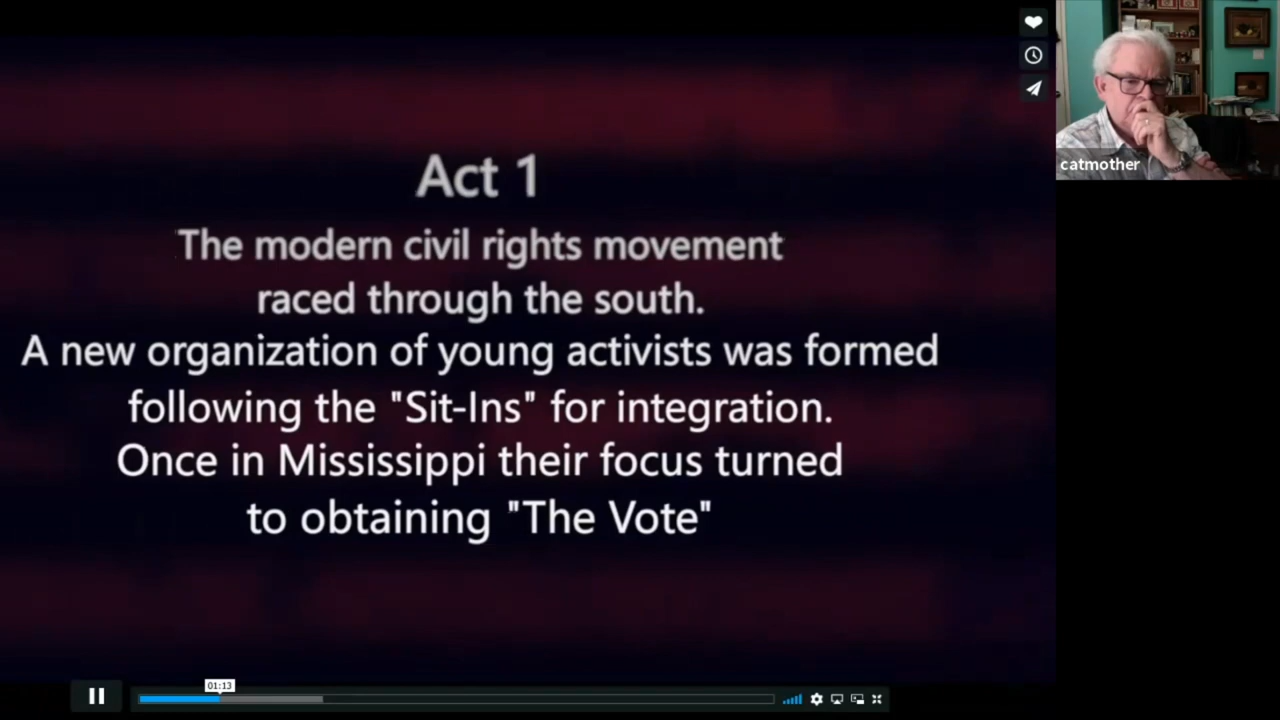 Act 1
The modern civil rights movement
raced through the south.
A new organization of young activists was formed
following the "Sit-Ins" for integration.
Once in Mississippi their focus turned
to obtaining "The Vote"
catmother
01:13